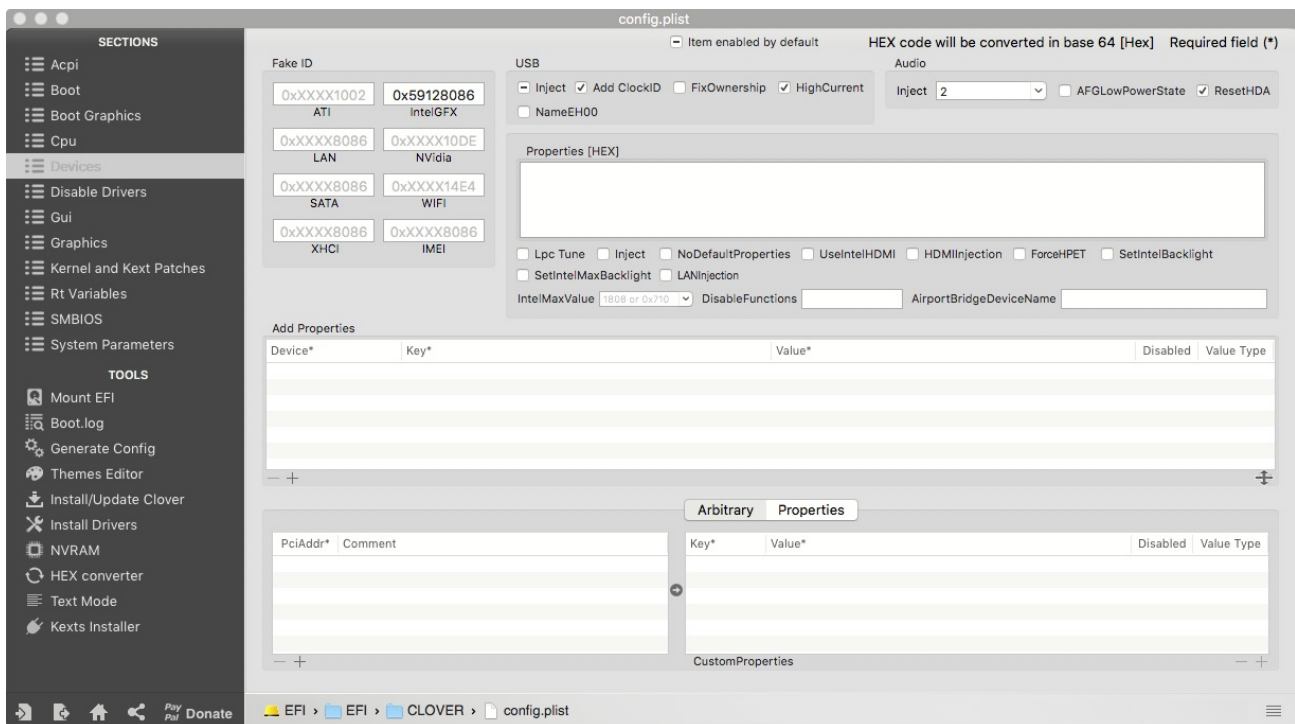 config.plist
SECTIONS
Acpi
Boot
Boot Graphics
Cpu
Devices
Disable Drivers
Gui
Graphics
Kernel and Kext Patches
Rt Variables
SMBIOS
System Parameters
TOOLS
Mount EFI
Boot.log
Generate Config
Themes Editor
Install/Update Clover
Install Drivers
NVRAM
HEX converter
Text Mode
Kexts Installer
Pay Pal Donate
Item enabled by default HEX code will be converted in base 64 [Hex] Required field (*)
Fake ID
0xXXXX1002 0x59128086
ATI IntelGFX
0xXXXX8086 0xXXXX10DE
LAN NVidia
0xXXXX8086 0xXXXX14E4
SATA WIFI
0xXXXX8086 0xXXXX8086
XHCI IMEI
USB
Inject Add ClockID FixOwnership HighCurrent
NameEH00
Audio
Inject 2 AFGLowPowerState ResetHDA
Properties [HEX]
Lpc Tune Inject NoDefaultProperties UseIntelHDMI HDMIInjection ForceHPET SetIntelBacklight
SetIntelMaxBacklight LANInjection
IntelMaxValue 1808 or 0x710 DisableFunctions AirportBridgeDeviceName
Add Properties
Device* Key* Value* Disabled Value Type
Arbitrary Properties
PciAddr* Comment
Key* Value* Disabled Value Type
CustomProperties
EFI › EFI › CLOVER › config.plist